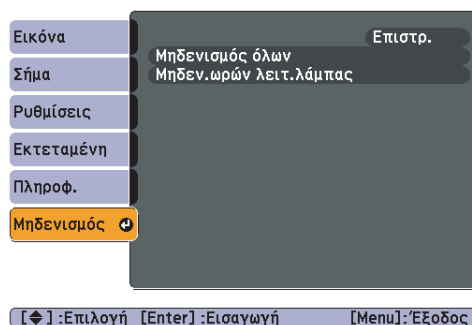 Εικόνα
Σήμα
Ρυθμίσεις
Εκτεταμένη
Πληροφ.
Μηδενισμός
Επιστρ.
Μηδενισμός όλων
Μηδεν.ωρών λειτ.λάμπας
[◆] :Επιλογή [Enter] :Εισαγωγή [Menu]:Έξοδος